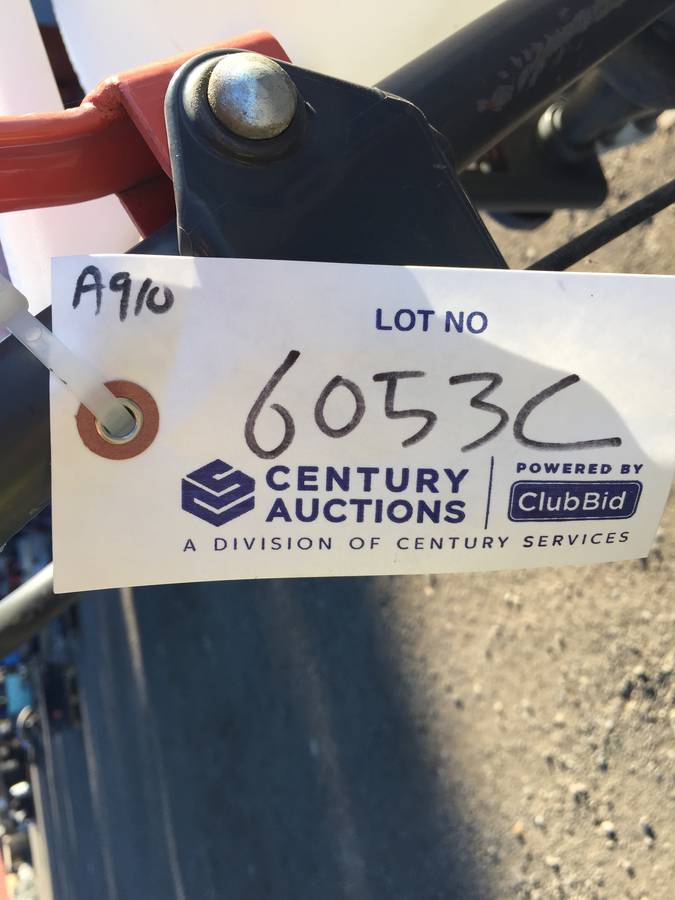 A910
LOT NO
6053C
CENTURY AUCTIONS
POWERED BY
ClubBid
A DIVISION OF CENTURY SERVICES